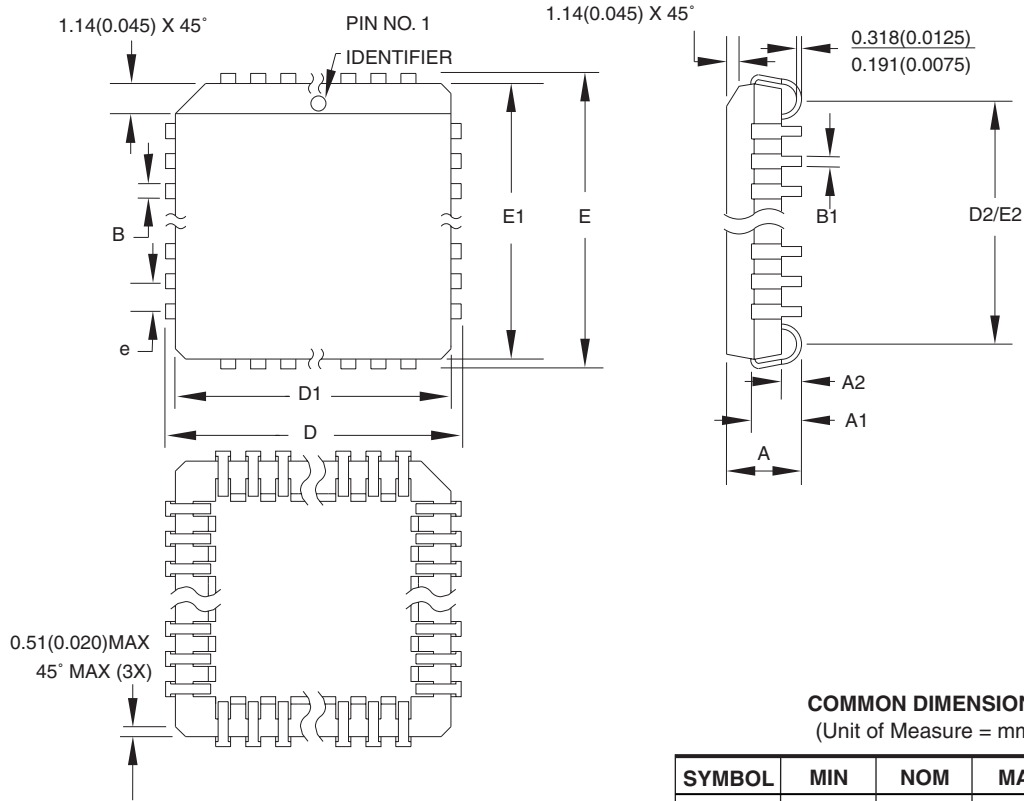 1.14(0.045) X 45˚
PIN NO. 1
IDENTIFIER
1.14(0.045) X 45˚
0.318(0.0125)
0.191(0.0075)
B
e
E1
E
B1
D2/E2
D1
D
A2
A1
A
0.51(0.020)MAX
45˚ MAX (3X)
COMMON DIMENSION
(Unit of Measure = mm
SYMBOL MIN NOM MA